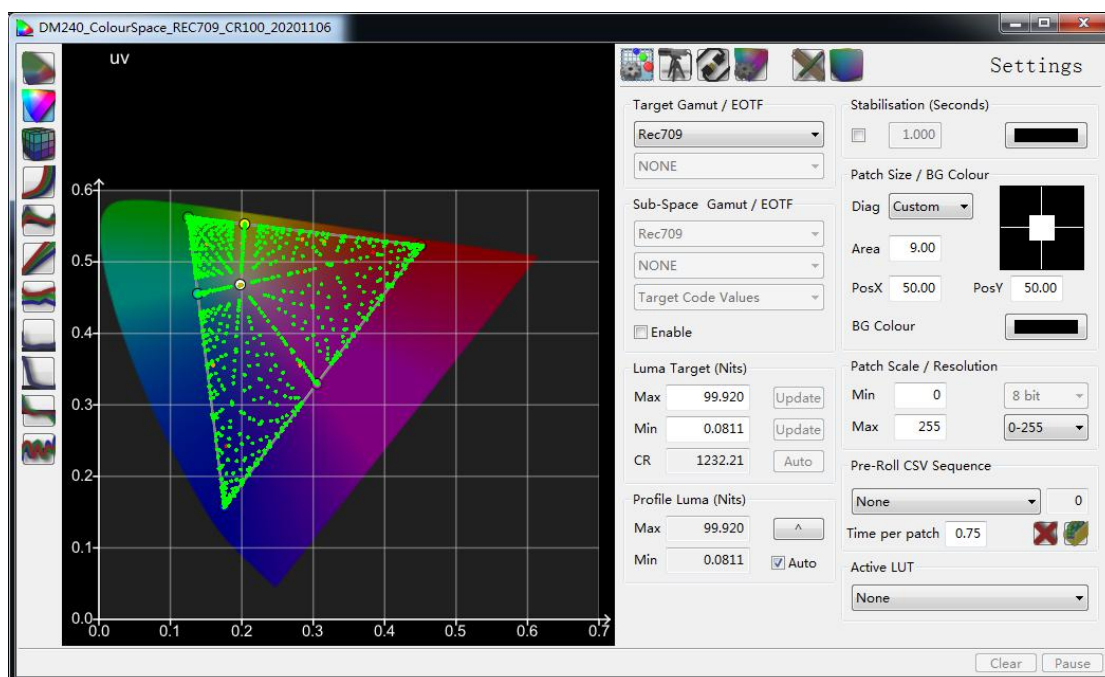 DM240_ColourSpace_REC709_CR100_20201106
uv
0.6
0.5
0.4
0.3
0.2
0.1
0.0
0.0 0.1 0.2 0.3 0.4 0.5 0.6 0.7
Settings
Target Gamut / EOTF
Rec709
NONE
Sub-Space Gamut / EOTF
Rec709
NONE
Target Code Values
Enable
Luma Target (Nits)
Max 99.920 Update
Min 0.0811 Update
CR 1232.21 Auto
Profile Luma (Nits)
Max 99.920 ^
Min 0.0811 Auto
Stabilisation (Seconds)
1.000
Patch Size / BG Colour
Diag Custom
Area 9.00
PosX 50.00 PosY 50.00
BG Colour
Patch Scale / Resolution
Min 0 8 bit
Max 255 0-255
Pre-Roll CSV Sequence
None 0
Time per patch 0.75
Active LUT
None
Clear Pause